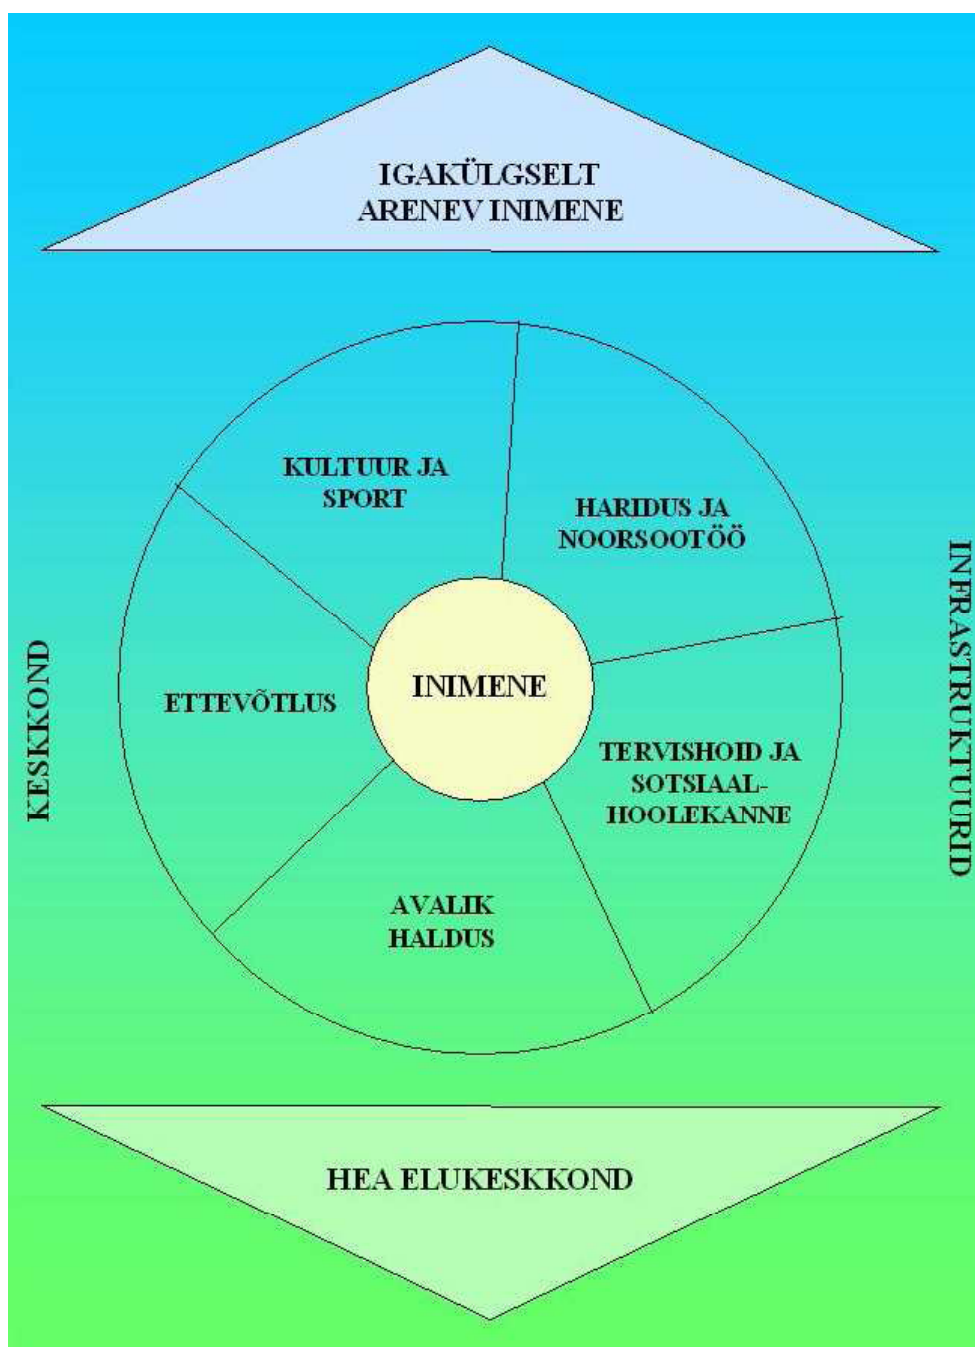 IGAKÜLGSELT
ARENEV INIMENE
KULTUUR JA
SPORT
HARIDUS JA
NOORSOOTÖÖ
KESKKOND
ETTEVÕTLUS
INIMENE
TERVISHOID JA
SOTSIAAL-
HOOLEKANNE
INFRASTRUKTUURID
AVALIK
HALDUS
HEA ELUKESKKOND